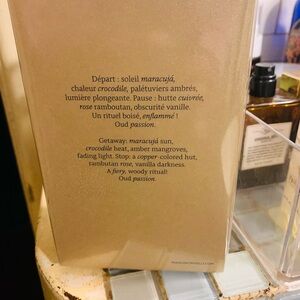 Départ : soleil maracujá,
chaleur crocodile, palétuviers ambrés,
lumière plongeante. Pause : hutte cuivrée,
rose ramboutan, obscurité vanille.
Un rituel boisé, enflammé !
Oud passion.
Getaway: maracujá sun,
crocodile heat, amber mangroves,
fading light. Stop: a copper-colored hut,
rambutan rose, vanilla darkness.
A fiery, woody ritual!
Oud passion.